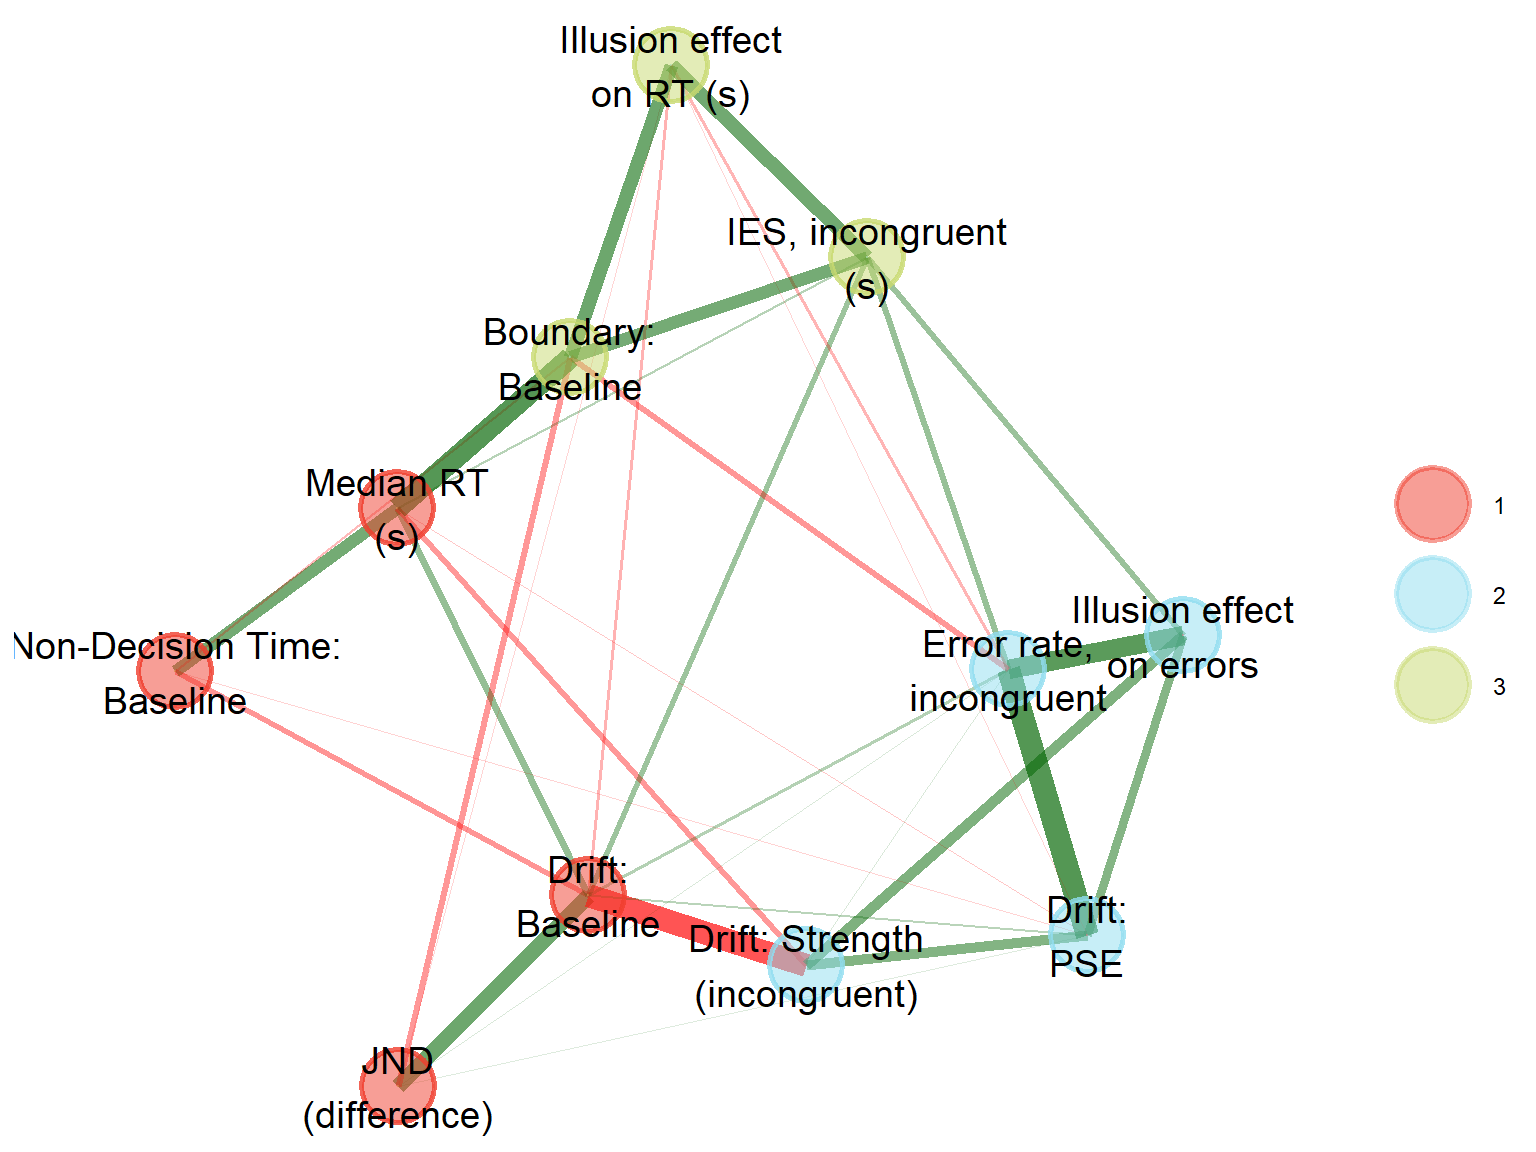 Illusion effect
on RT (s)
IES, incongruent
(s)
Boundary:
Baseline
Median RT
(s)
Non-Decision Time:
Baseline
Error rate,
incongruent
Illusion effect
on errors
Drift:
Baseline
Drift: Strength
(incongruent)
Drift:
PSE
JND
(difference)
1
2
3